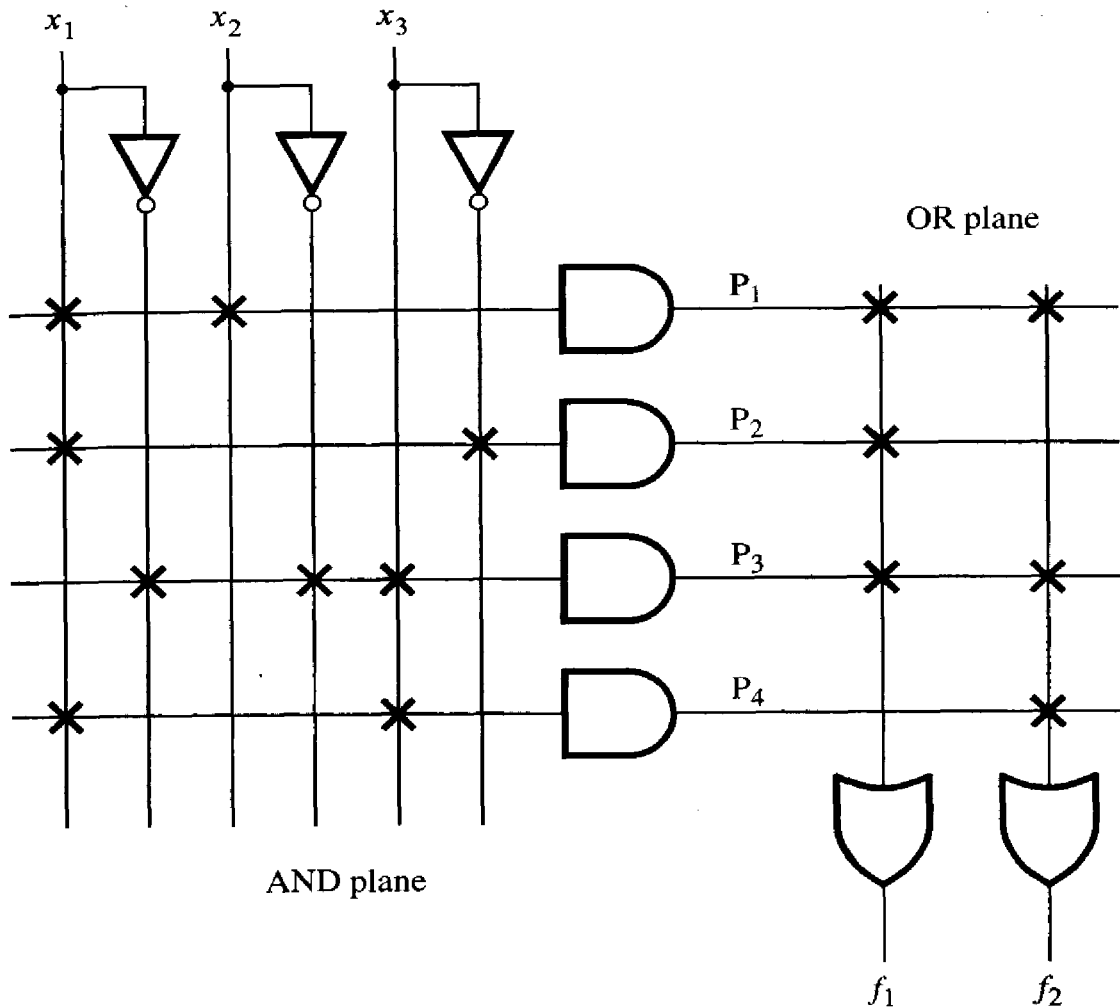 x₁ x₂ x₃
OR plane
P₁
P₂
P₃
P₄
AND plane
f₁ f₂